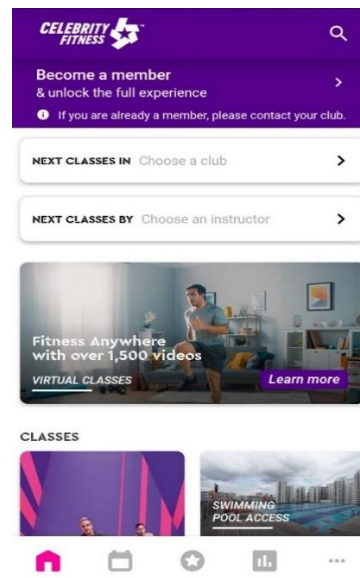 CELEBRITY
FITNESS
Become a member
& unlock the full experience
If you are already a member, please contact your club.
NEXT CLASSES IN Choose a club
NEXT CLASSES BY Choose an instructor
Fitness Anywhere
with over 1,500 videos
VIRTUAL CLASSES
Learn more
CLASSES
SWIMMING
POOL ACCESS